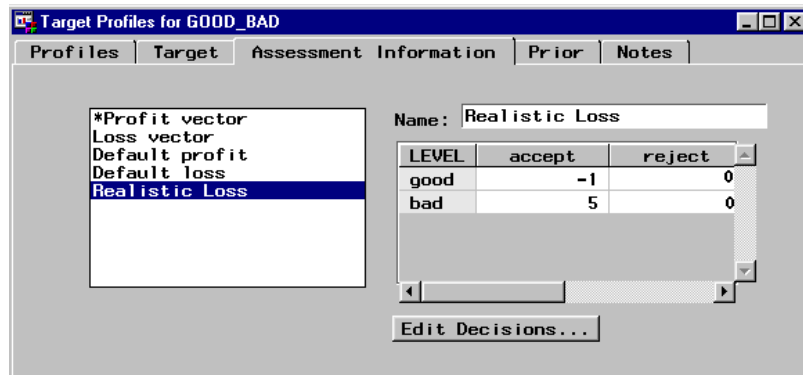 Target Profiles for GOOD_BAD
Profiles Target Assessment Information Prior Notes
*Profit vector
Loss vector
Default profit
Default loss
Realistic Loss
Name: Realistic Loss
LEVEL accept reject
good -1 0
bad 5 0
Edit Decisions...